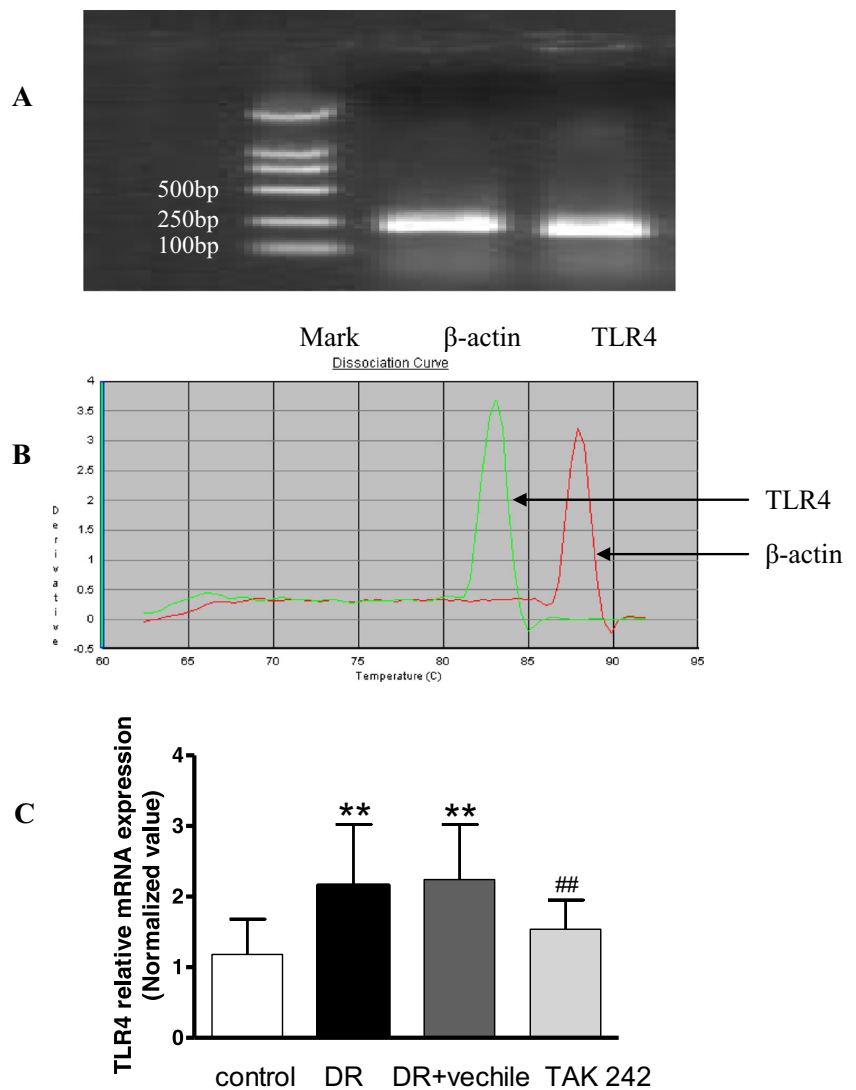 A
500bp
250bp
100bp
Mark β-actin TLR4
Dissociation Curve
B
4
3.5
3
2.5
2
1.5
1
0.5
0
-0.5
Derivative
60 65 70 75 80 85 90 95
Temperature (C)
TLR4
β-actin
C
TLR4 relative mRNA expression
(Normalized value)
4
3
2
1
0
** ** ##
control DR DR+vechile TAK 242